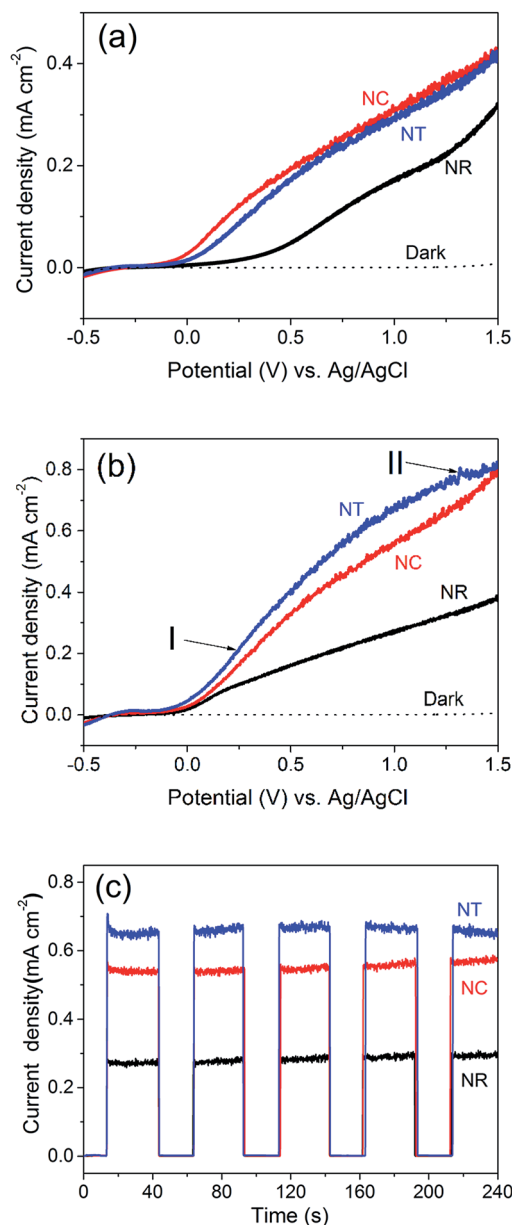 (a)
Current density (mA cm⁻²)
0.4
0.2
0.0
NC
NT
NR
Dark
-0.5 0.0 0.5 1.0 1.5
Potential (V) vs. Ag/AgCl
(b)
Current density (mA cm⁻²)
0.8
0.6
0.4
0.2
0.0
II
NT
NC
I
NR
Dark
-0.5 0.0 0.5 1.0 1.5
Potential (V) vs. Ag/AgCl
(c)
Current density(mA cm⁻²)
0.8
0.6
0.4
0.2
0.0
NT
NC
NR
0 40 80 120 160 200 240
Time (s)